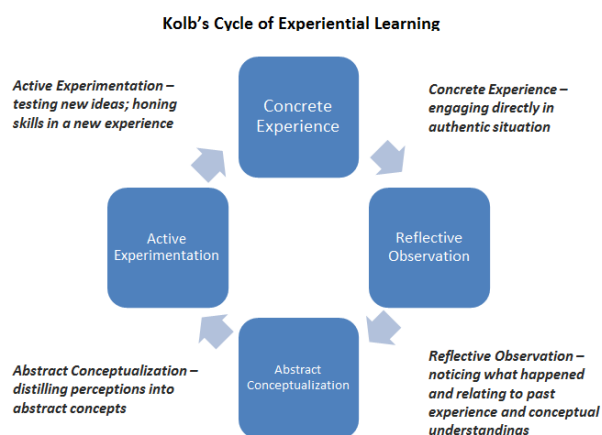 Kolb's Cycle of Experiential Learning
Active Experimentation –
testing new ideas; honing
skills in a new experience
Concrete
Experience
Concrete Experience –
engaging directly in
authentic situation
Active
Experimentation
Reflective
Observation
Abstract Conceptualization –
distilling perceptions into
abstract concepts
Abstract
Conceptualization
Reflective Observation –
noticing what happened
and relating to past
experience and conceptual
understandings